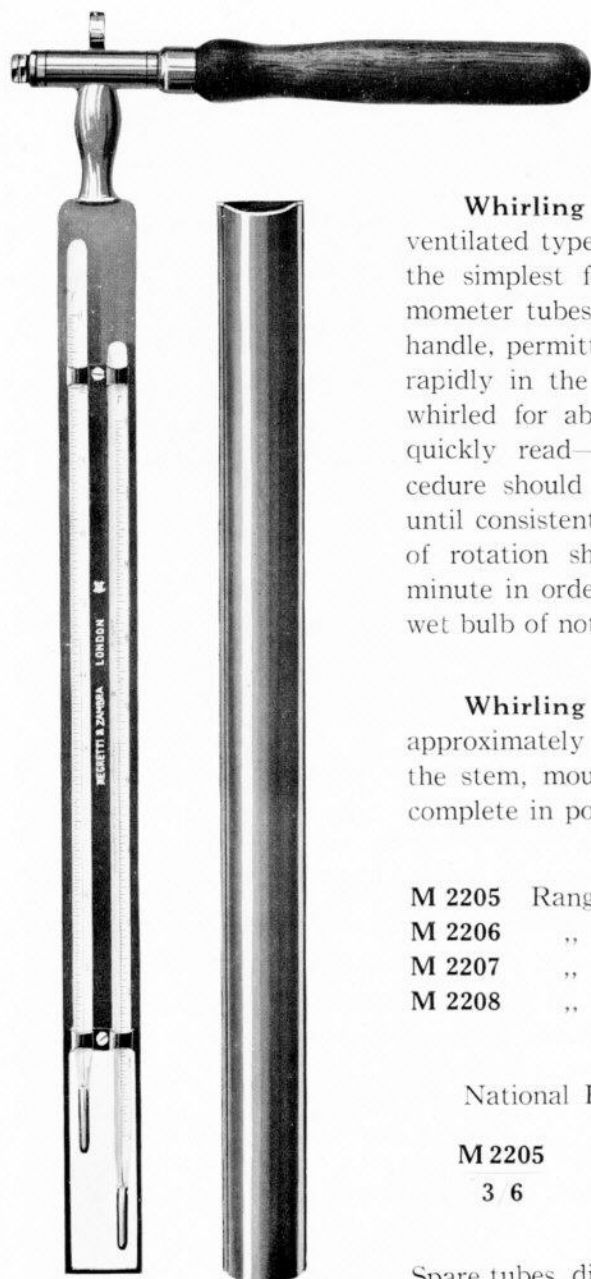 Whirling
ventilated type
the simplest f
mometer tubes
handle, permitt
rapidly in the
whirled for ab
quickly read—
cedure should
until consistent
of rotation sh
minute in orde
wet bulb of not
NEGRETTI & ZAMBRA LONDON
Whirling
approximately
the stem, mou
complete in po
M 2205 Rang
M 2206 ,,
M 2207 ,,
M 2208 ,,
National
M 2205
3 6
Spare tubes, di